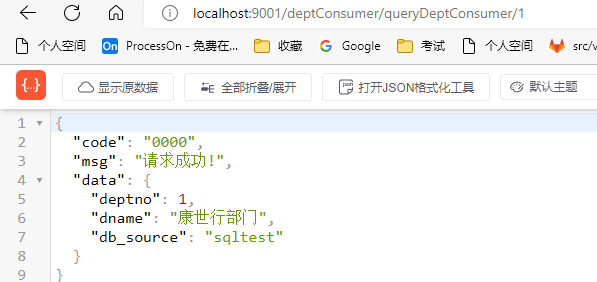 localhost:9001/deptConsumer/queryDeptConsumer/1
个人空间 On ProcessOn - 免费在... 收藏 Google 考试 个人空间 src/v
{..} 显示原数据 全部折叠/展开 json 打开JSON格式化工具 默认主题
1 {
2 "code": "0000",
3 "msg": "请求成功!",
4 "data": {
5 "deptno": 1,
6 "dname": "康世行部门",
7 "db_source": "sqltest"
8 }
9 }